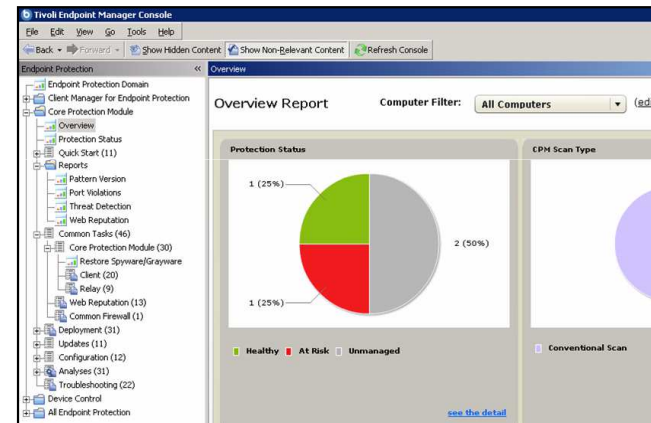 Tivoli Endpoint Manager Console
File Edit View Go Tools Help
Back Forward Show Hidden Content Show Non-Relevant Content Refresh Console
Endpoint Protection
Overview
Endpoint Protection Domain
Client Manager for Endpoint Protection
Core Protection Module
Overview
Protection Status
Quick Start (11)
Reports
Pattern Version
Port Violations
Threat Detection
Web Reputation
Common Tasks (46)
Core Protection Module (30)
Restore Spyware/Grayware
Client (20)
Relay (9)
Web Reputation (13)
Common Firewall (1)
Deployment (31)
Updates (11)
Configuration (12)
Analyses (31)
Troubleshooting (22)
Device Control
All Endpoint Protection
Overview Report
Computer Filter:
All Computers
(ed
Protection Status
1 (25%)
2 (50%)
1 (25%)
Healthy At Risk Unmanaged
see the detail
CPM Scan Type
Conventional Scan